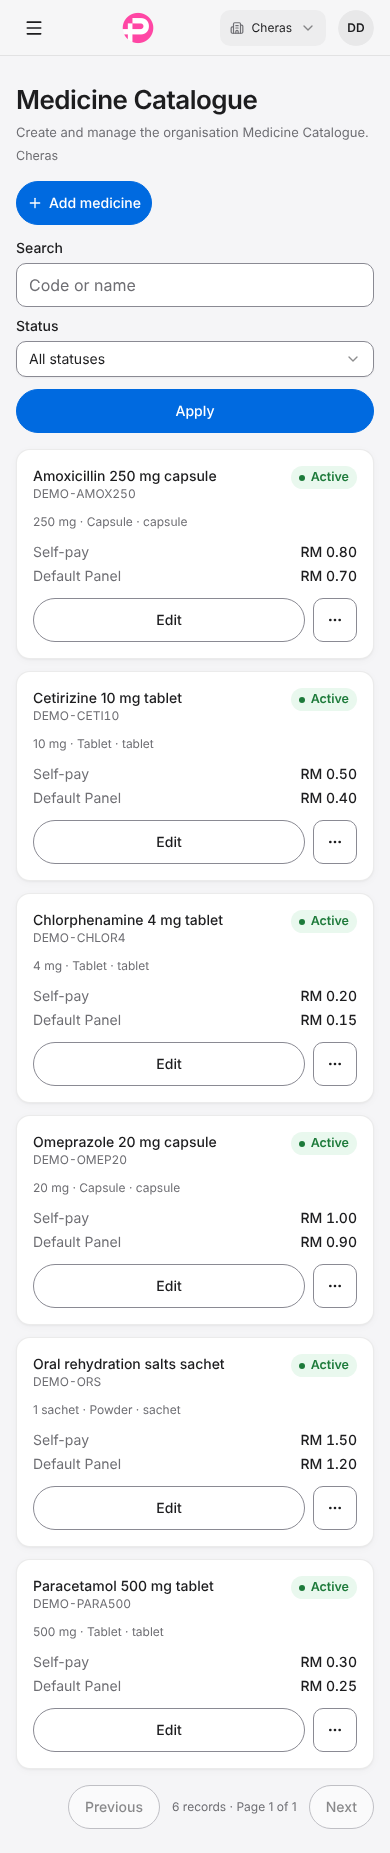 Cheras
DD
Medicine Catalogue
Create and manage the organisation Medicine Catalogue.
Cheras
+ Add medicine
Search
Code or name
Status
All statuses
Apply
Amoxicillin 250 mg capsule
Active
DEMO-AMOX250
250 mg · Capsule · capsule
Self-pay RM 0.80
Default Panel RM 0.70
Edit ...
Cetirizine 10 mg tablet
Active
DEMO-CETI10
10 mg · Tablet · tablet
Self-pay RM 0.50
Default Panel RM 0.40
Edit ...
Chlorphenamine 4 mg tablet
Active
DEMO-CHLOR4
4 mg · Tablet · tablet
Self-pay RM 0.20
Default Panel RM 0.15
Edit ...
Omeprazole 20 mg capsule
Active
DEMO-OMEP20
20 mg · Capsule · capsule
Self-pay RM 1.00
Default Panel RM 0.90
Edit ...
Oral rehydration salts sachet
Active
DEMO-ORS
1 sachet · Powder · sachet
Self-pay RM 1.50
Default Panel RM 1.20
Edit ...
Paracetamol 500 mg tablet
Active
DEMO-PARA500
500 mg · Tablet · tablet
Self-pay RM 0.30
Default Panel RM 0.25
Edit ...
Previous 6 records · Page 1 of 1 Next